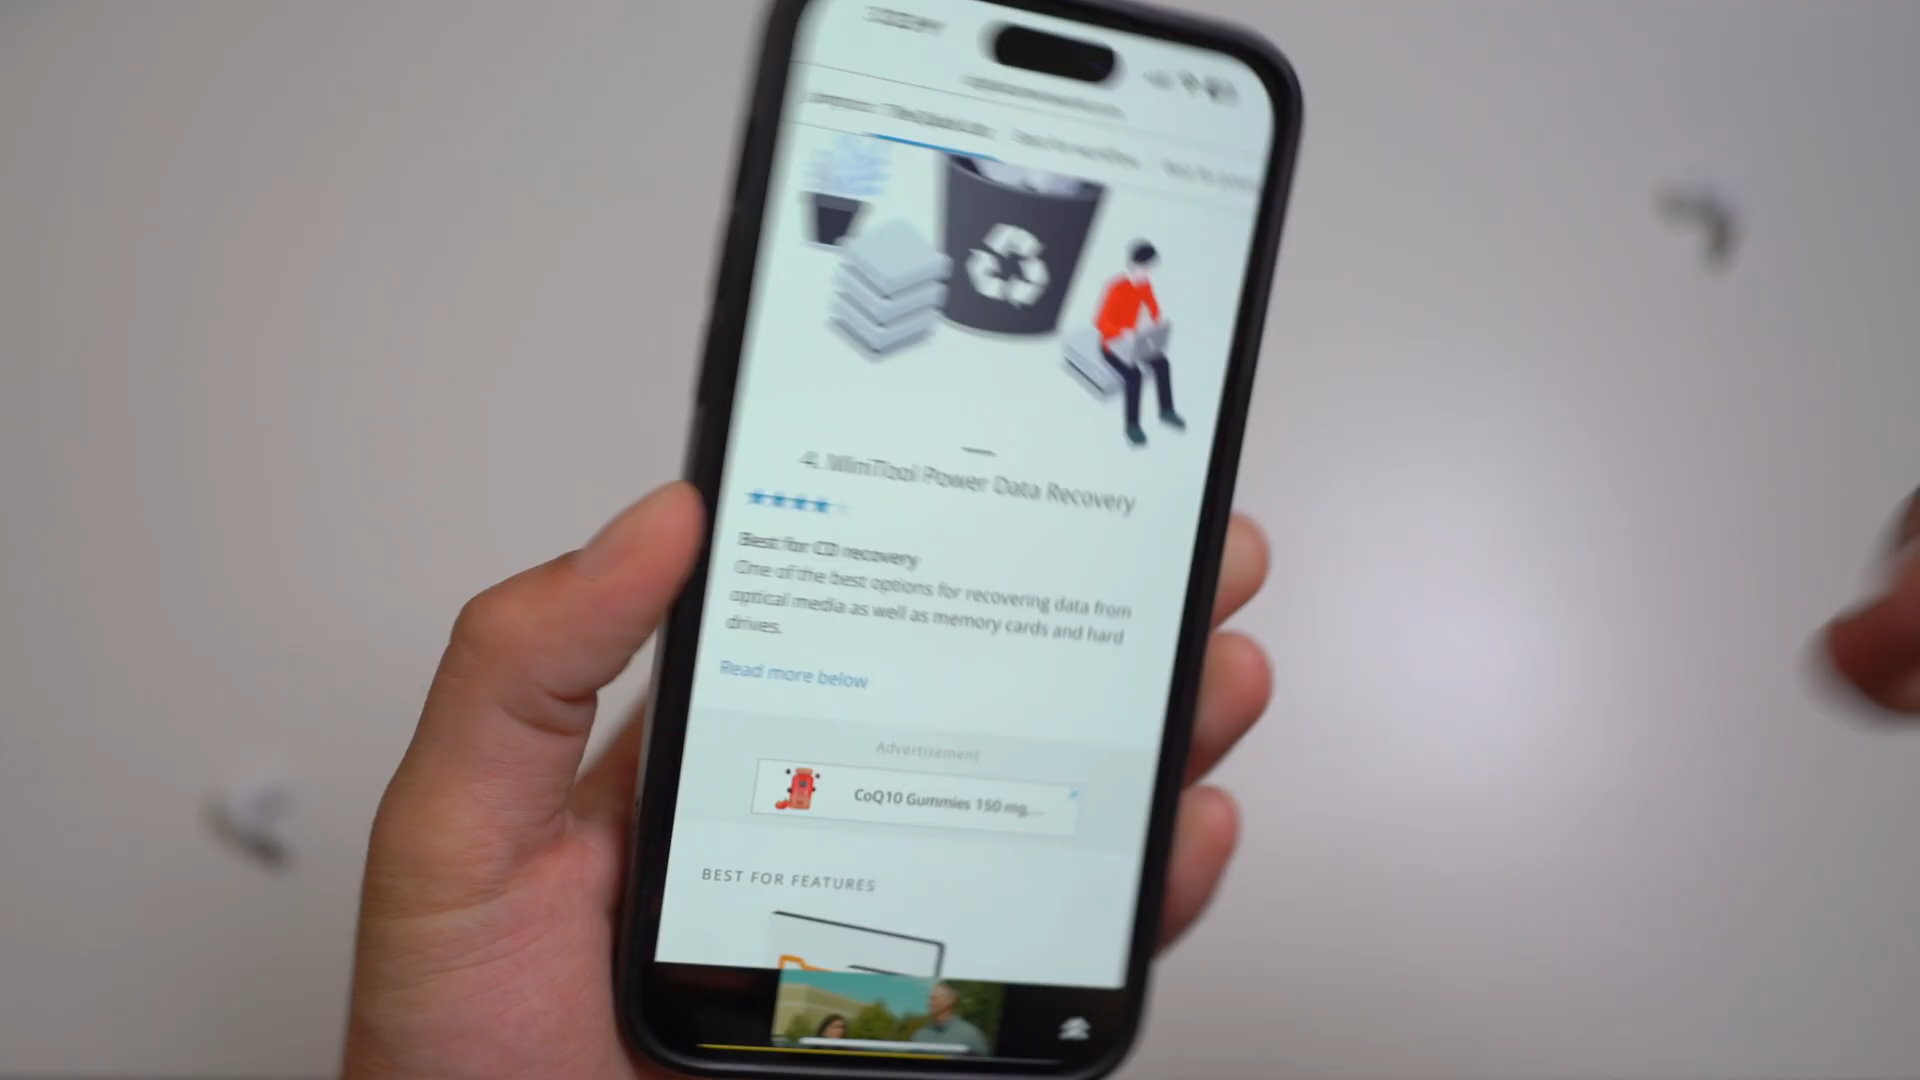 4. MiniTool Power Data Recovery
Best for CD recovery
One of the best options for recovering data from
optical media as well as memory cards and hard
drives.
Read more below
Advertisement
CoQ10 Gummies 150 mg,...
BEST FOR FEATURES